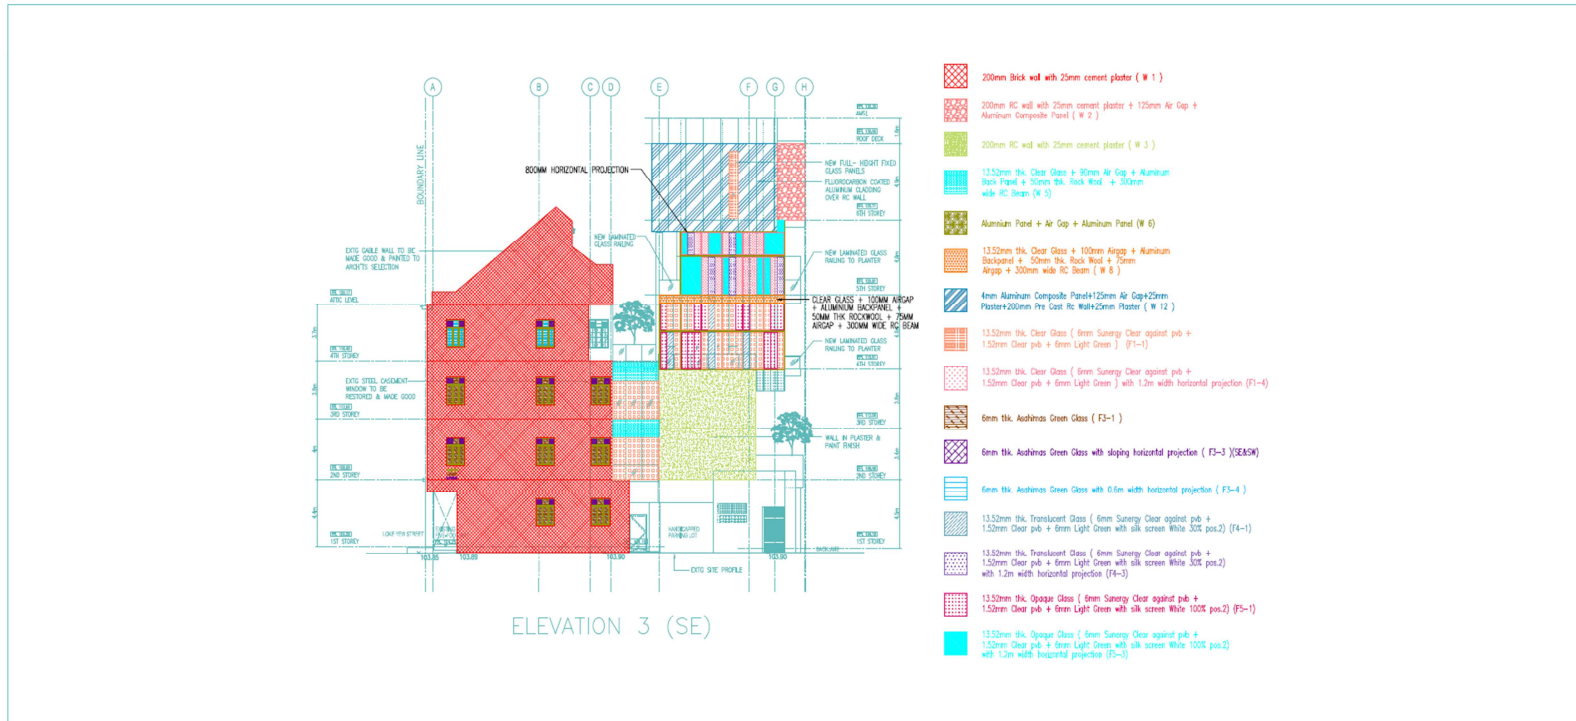 A
B
C
D
E
F
G
H
BOUNDARY LINE
800MM HORIZONTAL PROJECTION
AMSL
ROOF DECK
NEW FULL- HEIGHT FIXED
GLASS PANELS
FLUOROCARBON COATED
ALUMINUM CLADDING
OVER RC WALL
6TH STOREY
NEW LAMINATED
GLASS RAILING
NEW LAMINATED GLASS
RAILING TO PLANTER
EXTG GABLE WALL TO BE
MADE GOOD & PAINTED TO
ARCH'TS SELECTION
5TH STOREY
ATTIC LEVEL
CLEAR GLASS + 100MM AIRGAP
+ ALUMINIUM BACKPANEL +
50MM THK ROCKWOOL + 75MM
AIRGAP + 300MM WIDE RC BEAM
NEW LAMINATED GLASS
RAILING TO PLANTER
4TH STOREY
4TH STOREY
EXTG STEEL CASEMENT
WINDOW TO BE
RESTORED & MADE GOOD
3RD STOREY
3RD STOREY
WALL IN PLASTER &
PAINT FINISH
2ND STOREY
2ND STOREY
HANDICAPPED
PARKING LOT
1ST STOREY
1ST STOREY
BACKLANE
103.85
103.89
103.90
103.90
EXTG SITE PROFILE
ELEVATION 3 (SE)
200mm Brick wall with 25mm cement plaster ( W 1 )
200mm RC wall with 25mm cement plaster + 125mm Air Gap +
Aluminum Composite Panel ( W 2 )
200mm RC wall with 25mm cement plaster ( W 3 )
13.52mm thk. Clear Glass + 90mm Air Gap + Aluminum
Back Panel + 50mm thk. Rock Wool + 300mm
wide RC Beam (W 5)
Alumnium Panel + Air Gap + Aluminum Panel (W 6)
13.52mm thk. Clear Glass + 100mm Airgap + Aluminum
Backpanel + 50mm thk. Rock Wool + 75mm
Airgap + 300mm wide RC Beam ( W 8 )
4mm Aluminum Composite Panel+125mm Air Gap+25mm
Plaster+200mm Pre Cast Rc Wall+25mm Plaster ( W 12 )
13.52mm thk. Clear Glass ( 6mm Sunergy Clear against pvb +
1.52mm Clear pvb + 6mm Light Green ) (F1-1)
13.52mm thk. Clear Glass ( 6mm Sunergy Clear against pvb +
1.52mm Clear pvb + 6mm Light Green ) with 1.2m width horizontal projection (F1-4)
6mm thk. Asahimas Green Glass ( F3-1 )
6mm thk. Asahimas Green Glass with sloping horizontal projection ( F3-3 )(SE&SW)
6mm thk. Asahimas Green Glass with 0.6m width horizontal projection ( F3-4 )
13.52mm thk. Translucent Glass ( 6mm Sunergy Clear against pvb +
1.52mm Clear pvb + 6mm Light Green with silk screen White 30% pos.2) (F4-1)
13.52mm thk. Translucent Glass ( 6mm Sunergy Clear against pvb +
1.52mm Clear pvb + 6mm Light Green with silk screen White 30% pos.2)
with 1.2m width horizontal projection (F4-3)
13.52mm thk. Opaque Glass ( 6mm Sunergy Clear against pvb +
1.52mm Clear pvb + 6mm Light Green with silk screen White 100% pos.2) (F5-1)
13.52mm thk. Opaque Glass ( 6mm Sunergy Clear against pvb +
1.52mm Clear pvb + 6mm Light Green with silk screen White 100% pos.2)
with 1.2m width horizontal projection (F5-3)